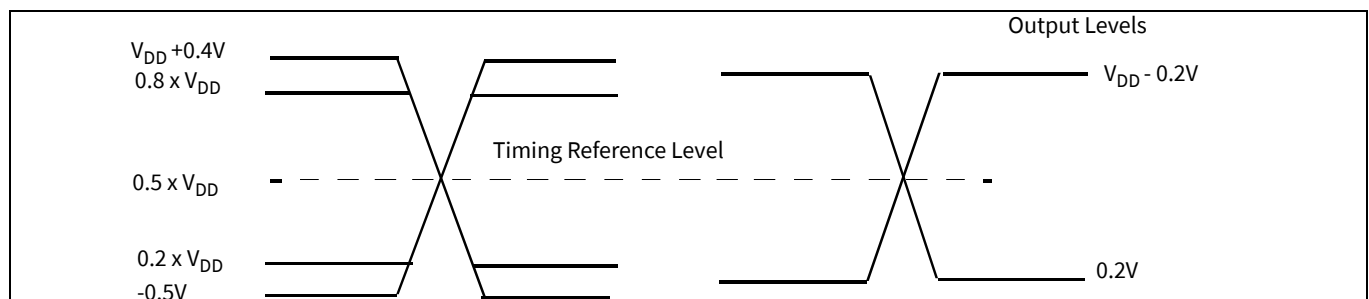 Output Levels
VDD +0.4V
0.8 x VDD
VDD - 0.2V
Timing Reference Level
0.5 x VDD
0.2 x VDD
0.2V
-0.5V